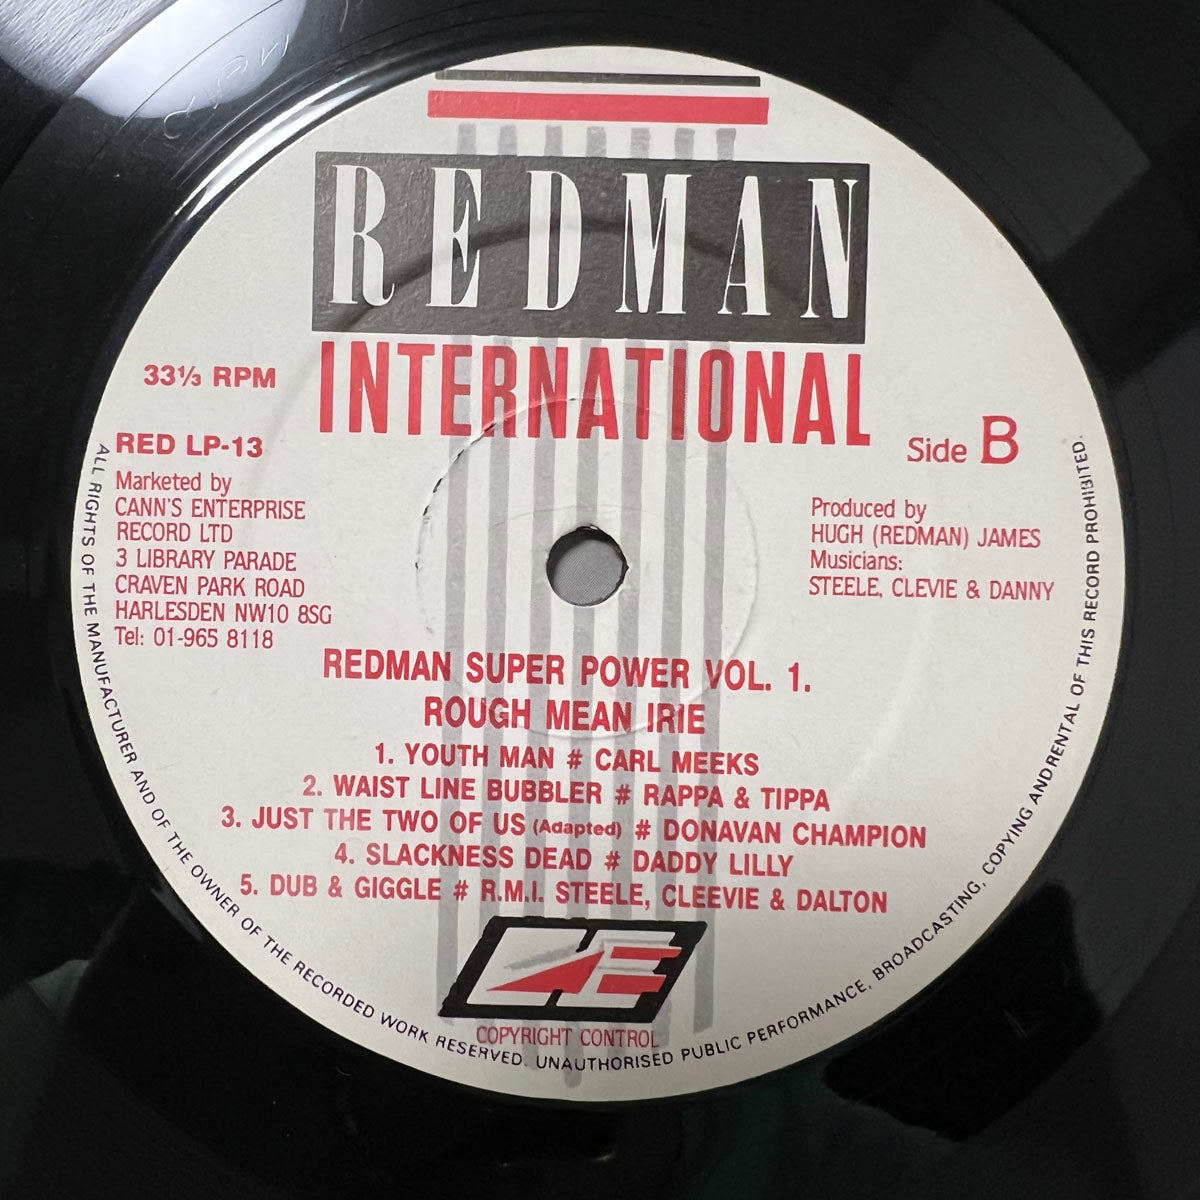 REDMAN
INTERNATIONAL
33⅓ RPM
RED LP-13
Marketed by
CANN'S ENTERPRISE
RECORD LTD
3 LIBRARY PARADE
CRAVEN PARK ROAD
HARLESDEN NW10 8SG
Tel: 01-965 8118
Side B
Produced by
HUGH (REDMAN) JAMES
Musicians:
STEELE, CLEVIE & DANNY
REDMAN SUPER POWER VOL. 1.
ROUGH MEAN IRIE
1. YOUTH MAN # CARL MEEKS
2. WAIST LINE BUBBLER # RAPPA & TIPPA
3. JUST THE TWO OF US (Adapted) # DONAVAN CHAMPION
4. SLACKNESS DEAD # DADDY LILLY
5. DUB & GIGGLE # R.M.I. STEELE, CLEEVIE & DALTON
COPYRIGHT CONTROL
ALL RIGHTS OF THE MANUFACTURER AND OF THE OWNER OF THE RECORDED WORK RESERVED. UNAUTHORISED PUBLIC PERFORMANCE, BROADCASTING, COPYING ANDRENTAL OF THIS RECORD PROHIBITED.